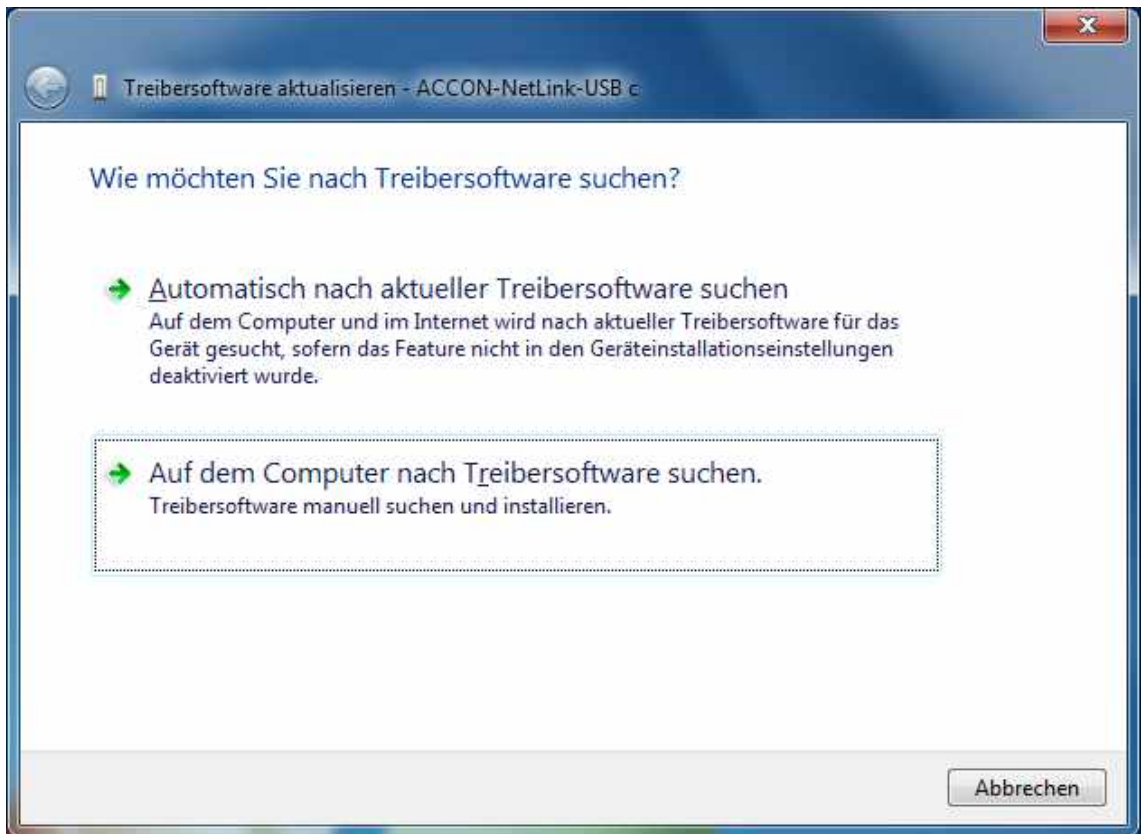 Treibersoftware aktualisieren - ACCON-NetLink-USB c
Wie möchten Sie nach Treibersoftware suchen?
Automatisch nach aktueller Treibersoftware suchen
Auf dem Computer und im Internet wird nach aktueller Treibersoftware für das
Gerät gesucht, sofern das Feature nicht in den Geräteinstallationseinstellungen
deaktiviert wurde.
Auf dem Computer nach Treibersoftware suchen.
Treibersoftware manuell suchen und installieren.
Abbrechen